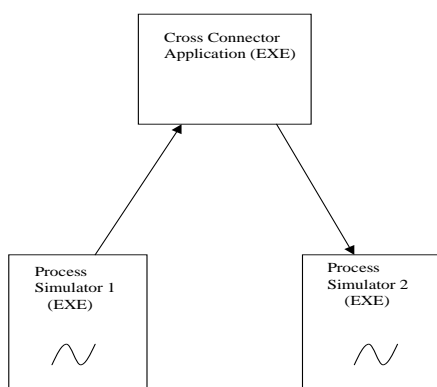 Cross Connector
Application (EXE)
Process
Simulator 1
(EXE)
Process
Simulator 2
(EXE)